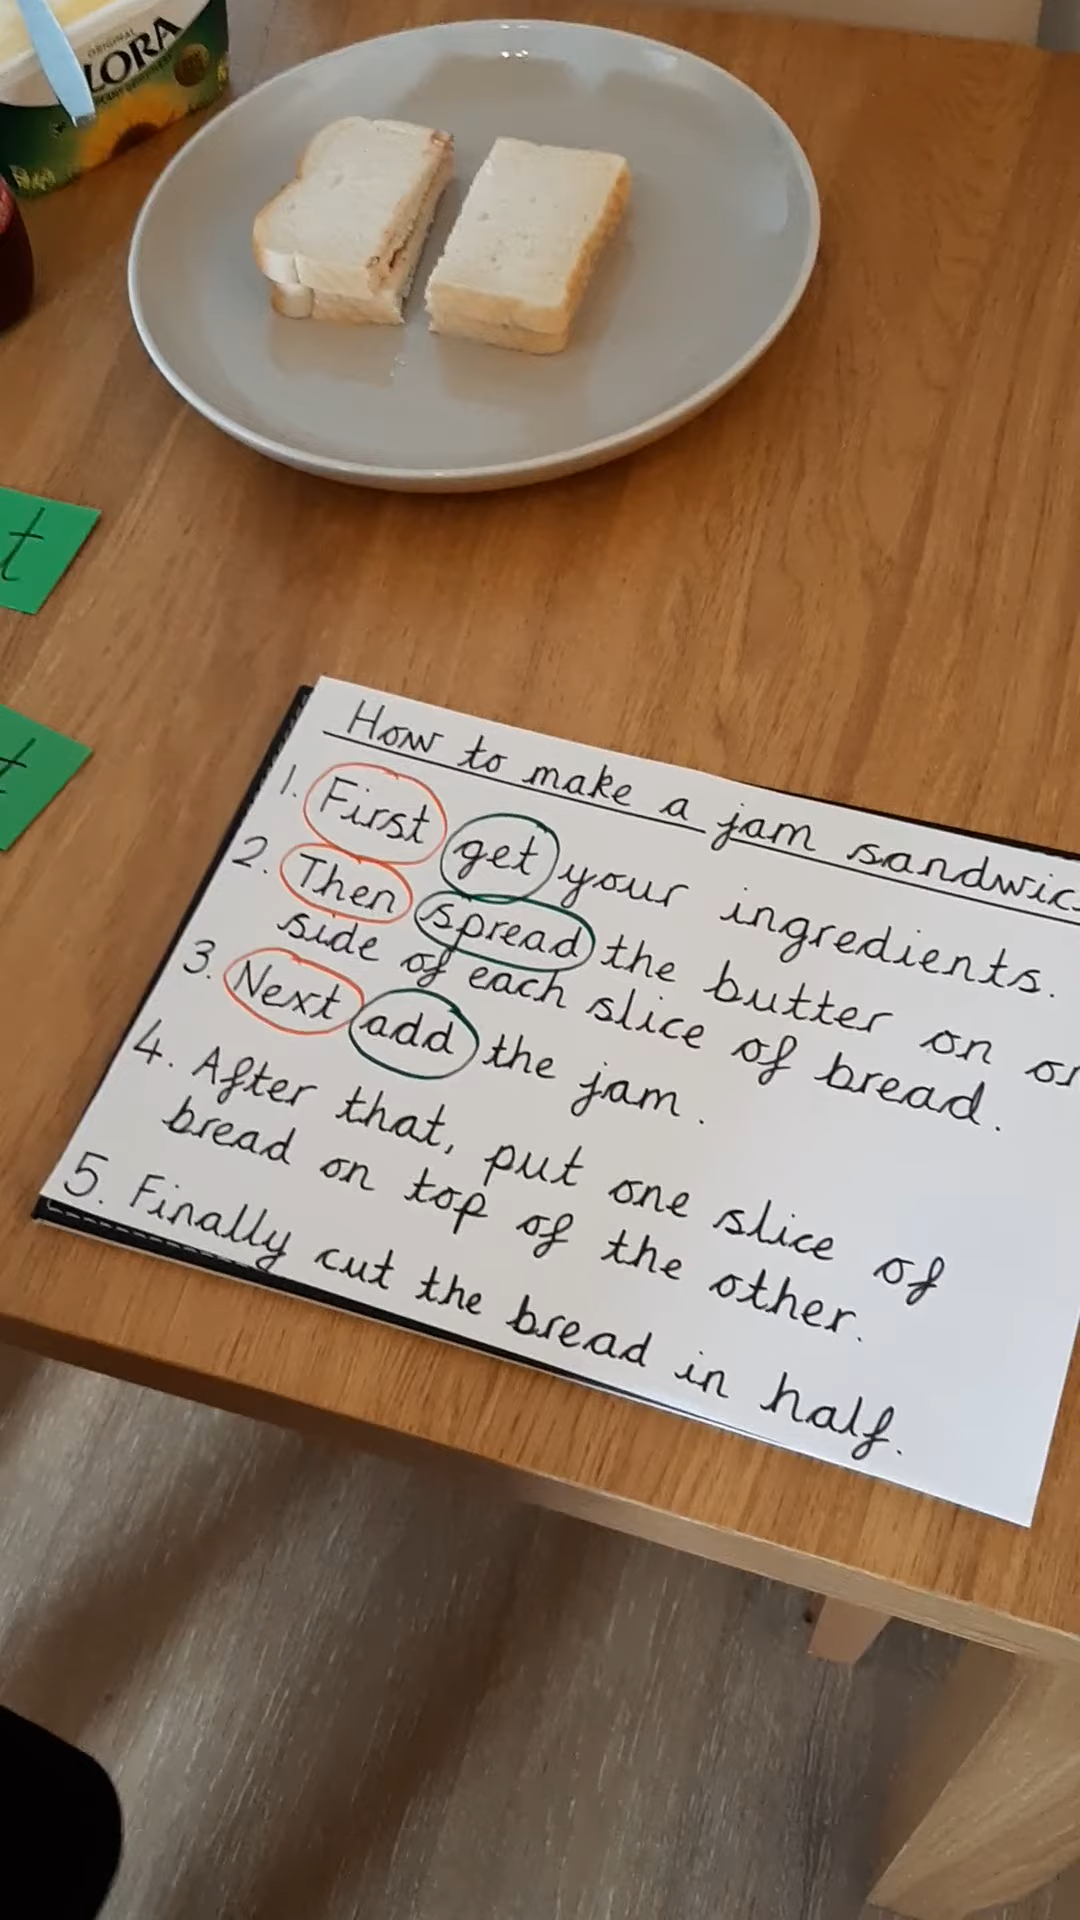 ORIGINAL
LORA
t
t
How to make a jam sandwic
1. First get your ingredients.
2. Then spread the butter on o
side of each slice of bread.
3. Next add the jam.
4. After that, put one slice of
bread on top of the other.
5. Finally cut the bread in half.